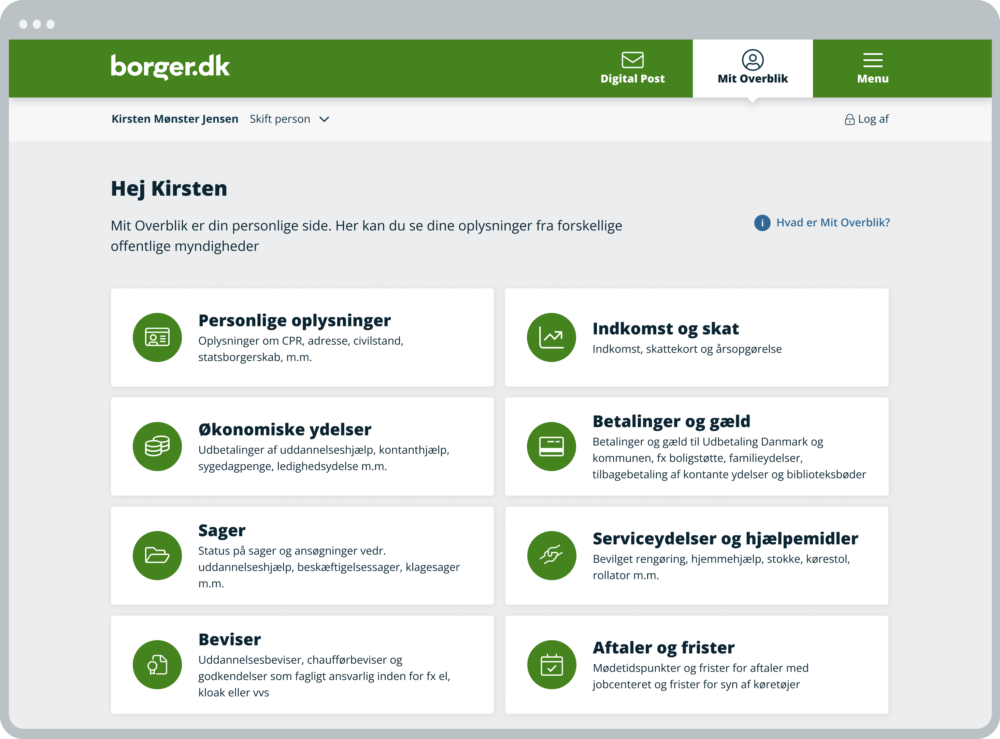 borger.dk
Digital Post
Mit Overblik
Menu
Kirsten Mønster Jensen Skift person
Log af
Hej Kirsten
Mit Overblik er din personlige side. Her kan du se dine oplysninger fra forskellige
offentlige myndigheder
i Hvad er Mit Overblik?
Personlige oplysninger
Oplysninger om CPR, adresse, civilstand,
statsborgerskab, m.m.
Indkomst og skat
Indkomst, skattekort og årsopgørelse
Økonomiske ydelser
Udbetalinger af uddannelseshjælp, kontanthjælp,
sygedagpenge, ledighedsydelse m.m.
Betalinger og gæld
Betalinger og gæld til Udbetaling Danmark og
kommunen, fx boligstøtte, familieydelser,
tilbagebetaling af kontante ydelser og biblioteksbøder
Sager
Status på sager og ansøgninger vedr.
uddannelseshjælp, beskæftigelsessager, klagesager
m.m.
Serviceydelser og hjælpemidler
Bevilget rengøring, hjemmehjælp, stokke, kørestol,
rollator m.m.
Beviser
Uddannelsesbeviser, chaufførbeviser og
godkendelser som fagligt ansvarlig inden for fx el,
kloak eller vvs
Aftaler og frister
Mødetidspunkter og frister for aftaler med
jobcenteret og frister for syn af køretøjer